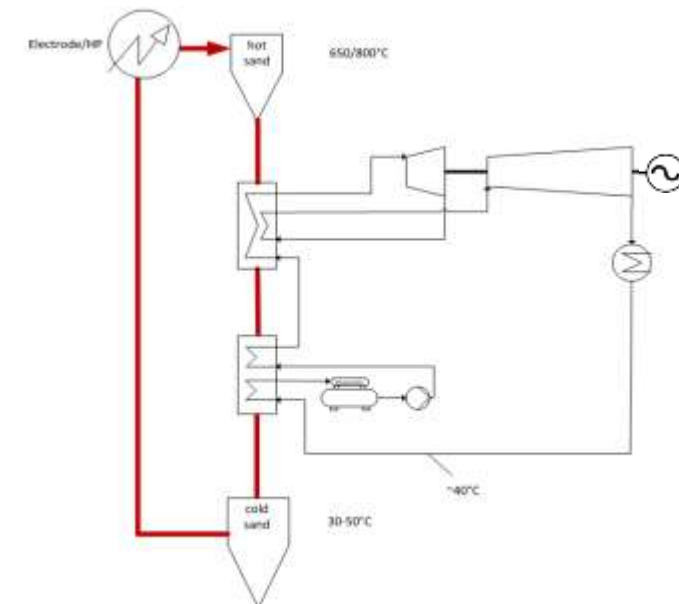 Electrode/HP
hot
sand
650/800°C
~40°C
cold
sand
30-50°C